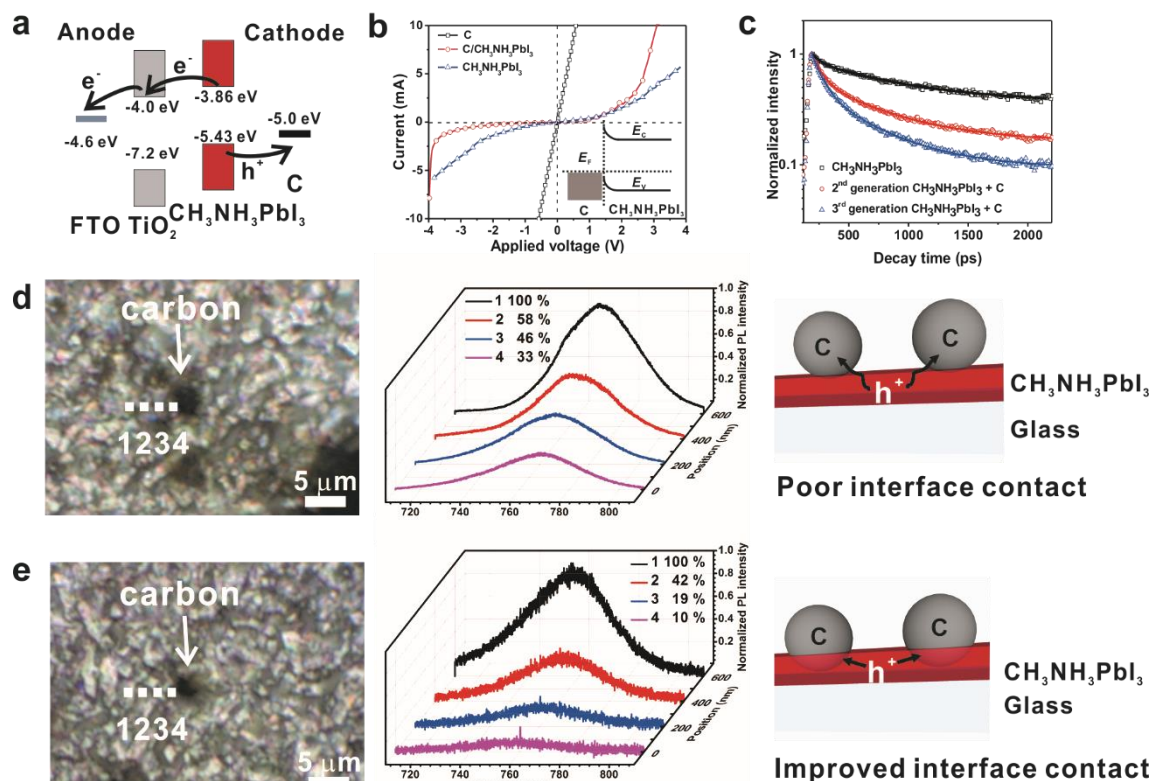 a
Anode
Cathode
e⁻
e⁻
-4.0 eV
-3.86 eV
-4.6 eV
-5.43 eV
-5.0 eV
-7.2 eV
h⁺
C
FTO TiO₂ CH₃NH₃PbI₃
b
C
C/CH₃NH₃PbI₃
CH₃NH₃PbI₃
Current (mA)
10
5
0
-5
-10
-4 -3 -2 -1 0 1 2 3 4
Applied voltage (V)
E_C
E_F
E_V
C CH₃NH₃PbI₃
c
Normalized intensity
1
0.1
CH₃NH₃PbI₃
2ⁿᵈ generation CH₃NH₃PbI₃ + C
3ʳᵈ generation CH₃NH₃PbI₃ + C
500 1000 1500 2000
Decay time (ps)
d
carbon
1234
5 μm
1 100 %
2 58 %
3 46 %
4 33 %
1.0
0.8
0.6
0.4
0.2
Normalized PL intensity
600
400
200
0
Position (nm)
720 740 760 780 800
C
C
h⁺
CH₃NH₃PbI₃
Glass
Poor interface contact
e
carbon
1234
5 μm
1 100 %
2 42 %
3 19 %
4 10 %
1.0
0.8
0.6
0.4
0.2
Normalized PL intensity
600
400
200
0
Position (nm)
720 740 760 780 800
C
C
h⁺
CH₃NH₃PbI₃
Glass
Improved interface contact